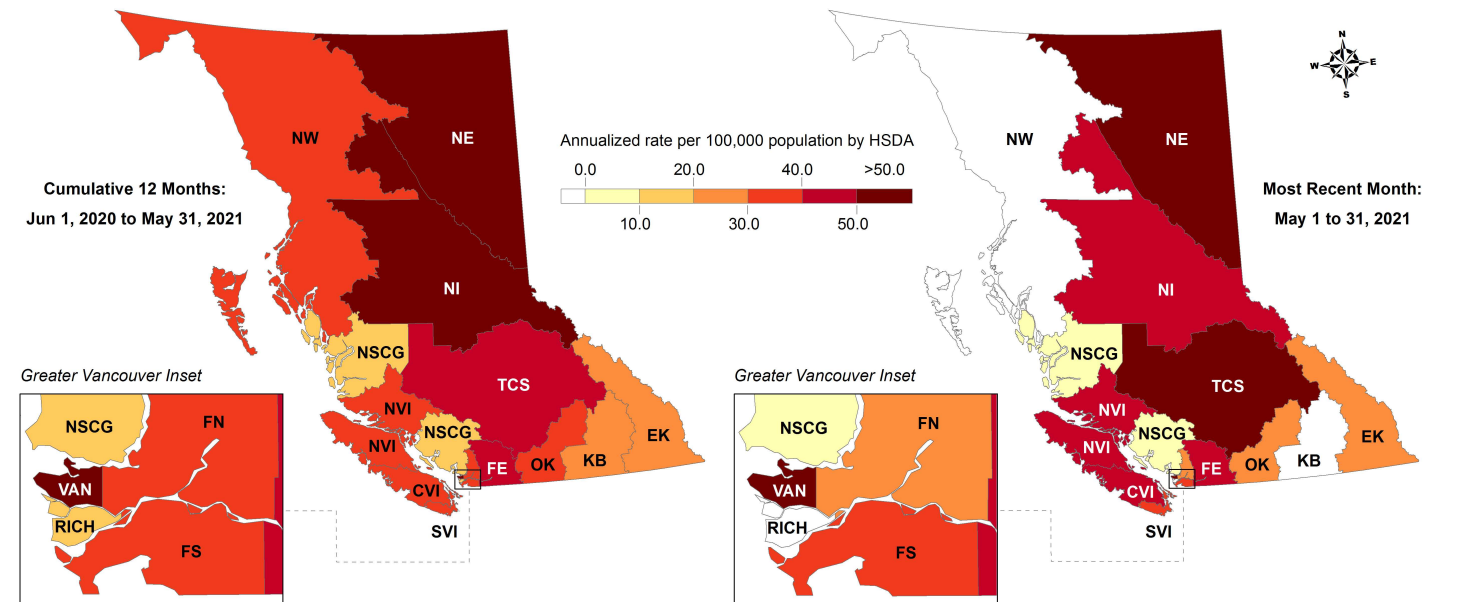 N
W E
S
NW
NE
NW
NE
Annualized rate per 100,000 population by HSDA
0.0 20.0 40.0 >50.0
10.0 30.0 50.0
Cumulative 12 Months:
Jun 1, 2020 to May 31, 2021
Most Recent Month:
May 1 to 31, 2021
NI
NI
NSCG
NSCG
TCS
TCS
Greater Vancouver Inset
Greater Vancouver Inset
NVI
NVI
NSCG
FN
NVI
NSCG
EK
FE
OK
KB
CVI
SVI
VAN
RICH
FS
NSCG
FN
NVI
NSCG
EK
FE
OK
KB
CVI
SVI
VAN
RICH
FS